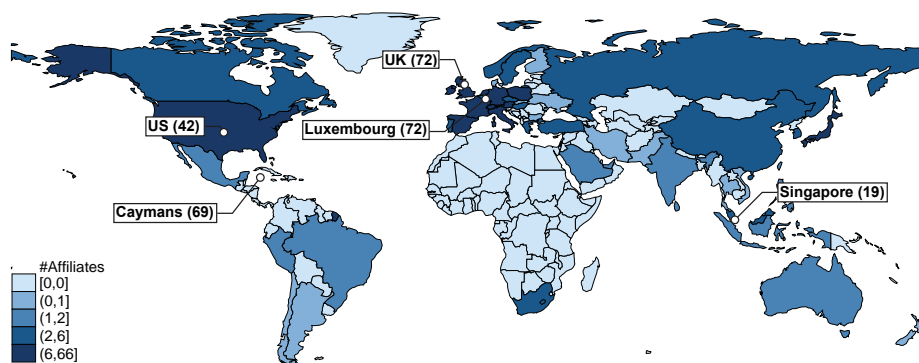 UK (72)
US (42)
Luxembourg (72)
Caymans (69)
Singapore (19)
#Affiliates
[0,0]
(0,1]
(1,2]
(2,6]
(6,66]